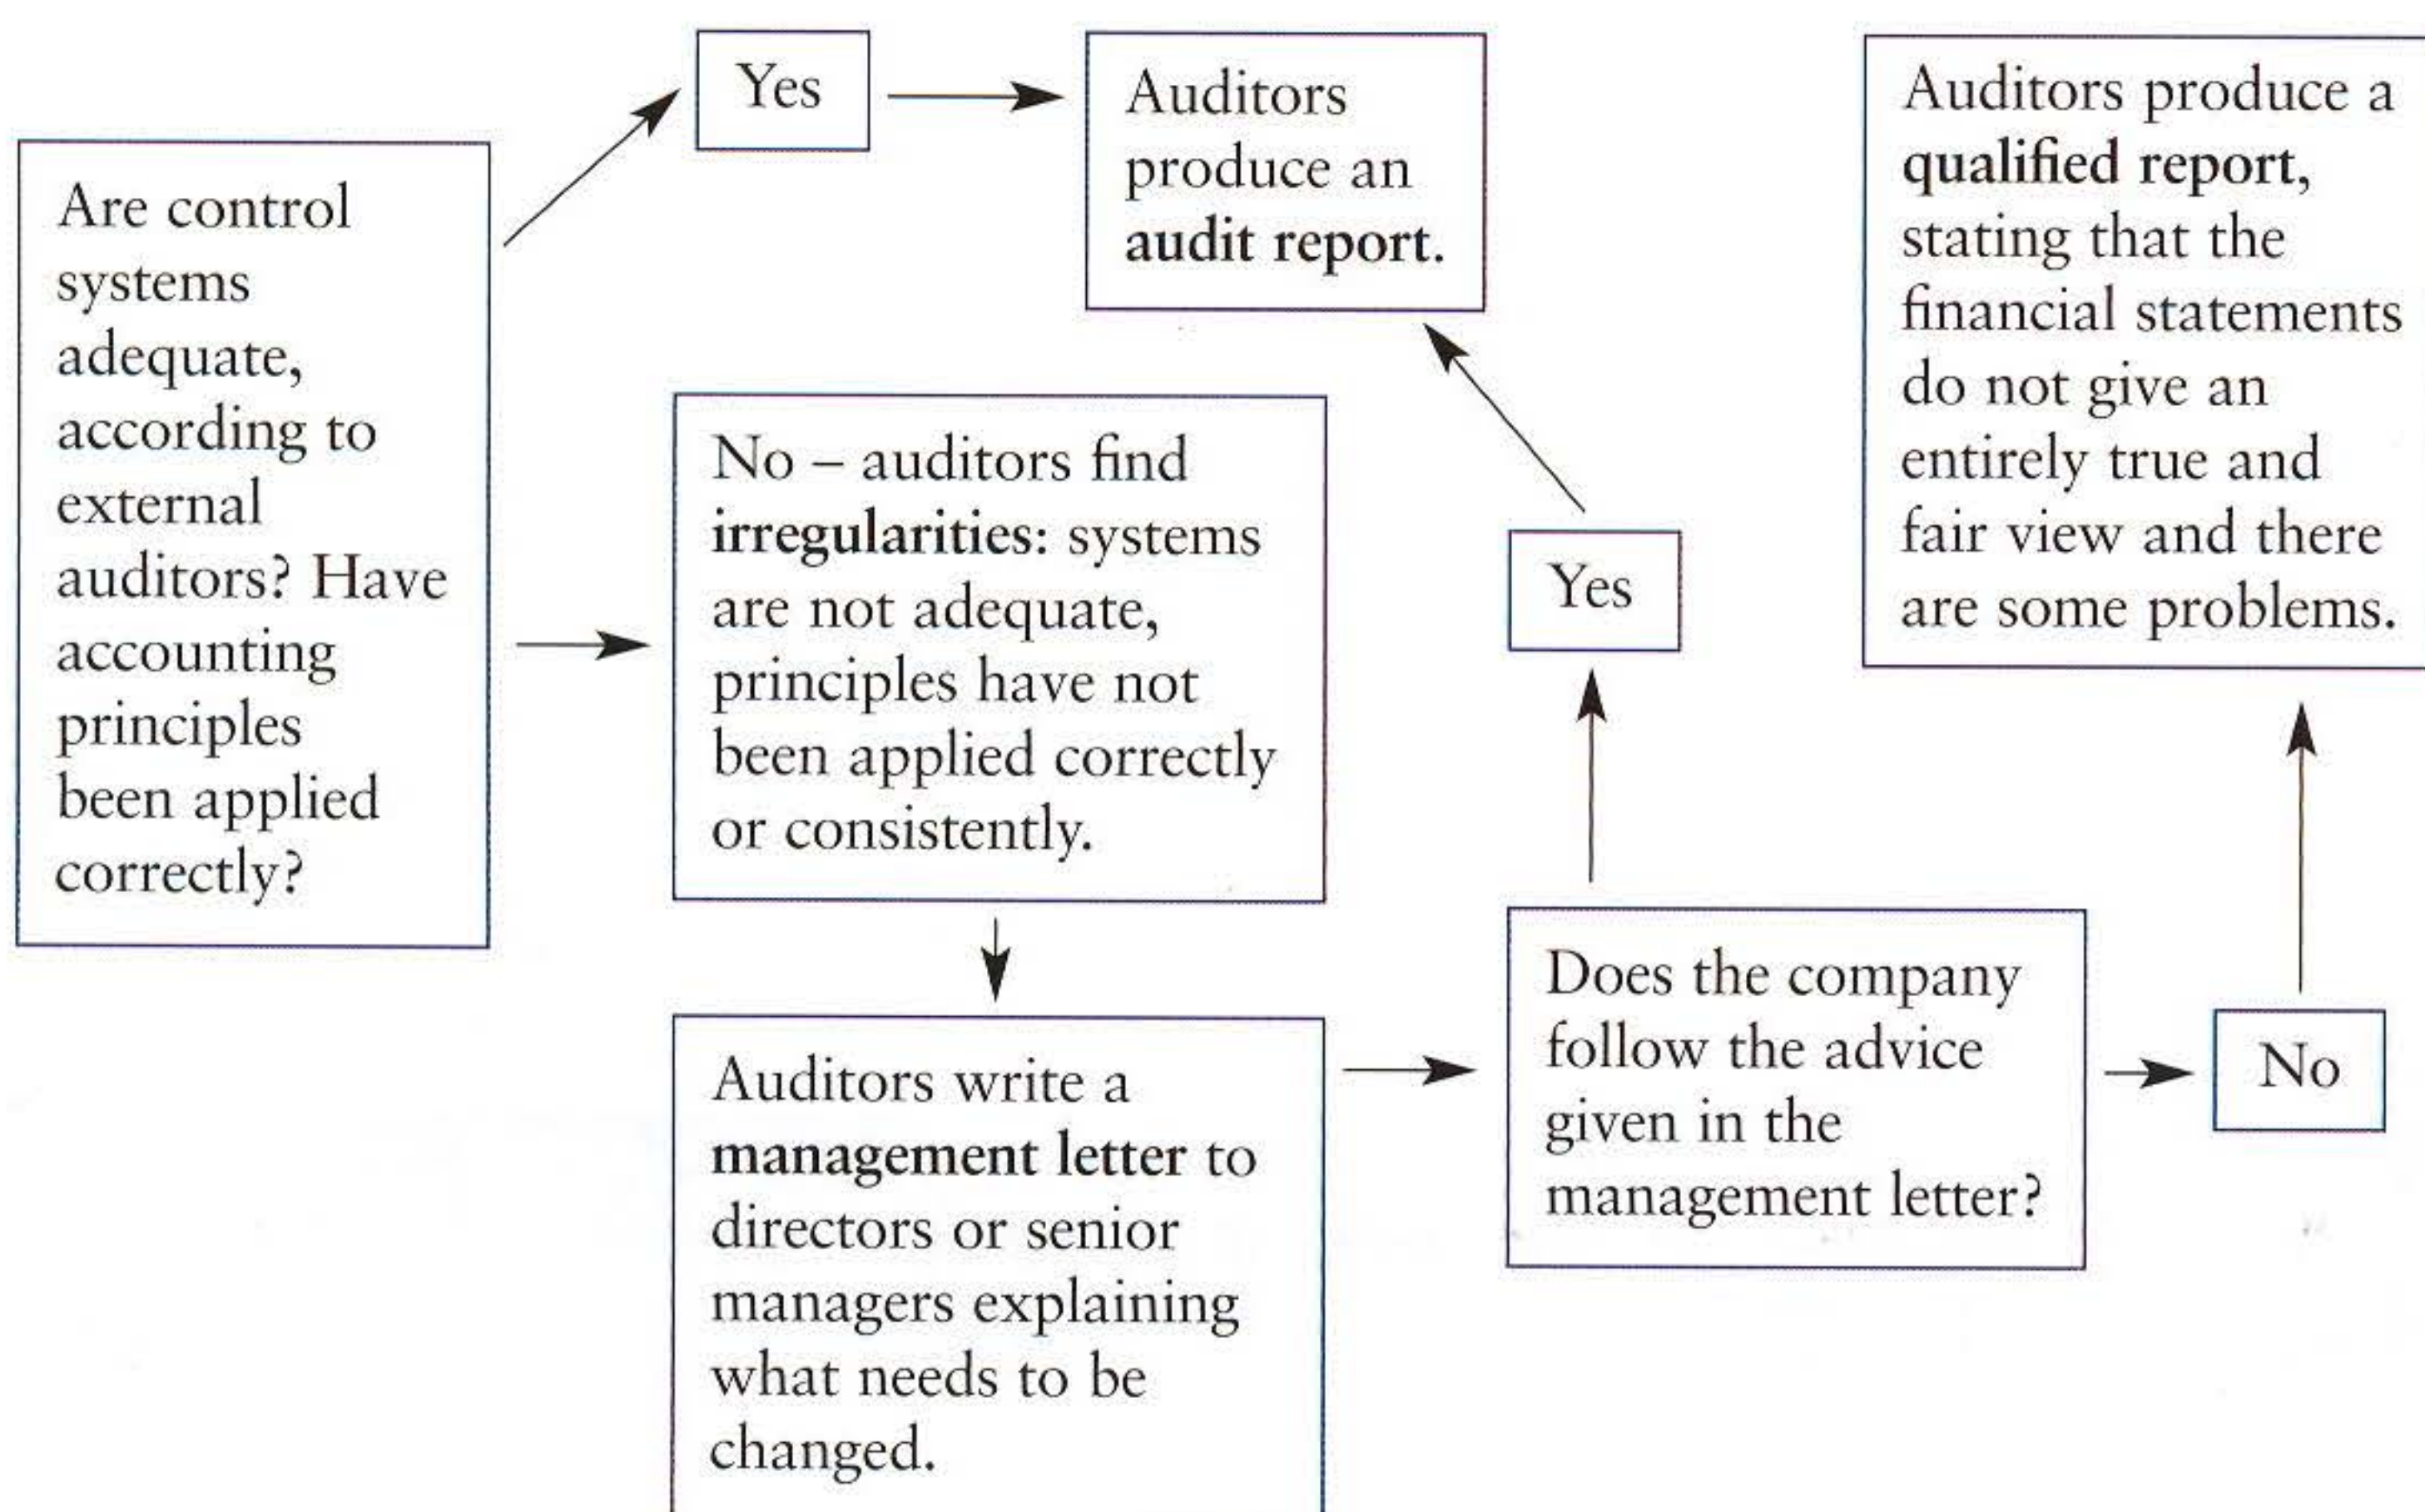 Are control
systems
adequate,
according to
external
auditors? Have
accounting
principles
been applied
correctly?
Yes
Auditors
produce an
audit report.
No – auditors find
irregularities: systems
are not adequate,
principles have not
been applied correctly
or consistently.
Auditors write a
management letter to
directors or senior
managers explaining
what needs to be
changed.
Does the company
follow the advice
given in the
management letter?
Yes
No
Auditors produce a
qualified report,
stating that the
financial statements
do not give an
entirely true and
fair view and there
are some problems.